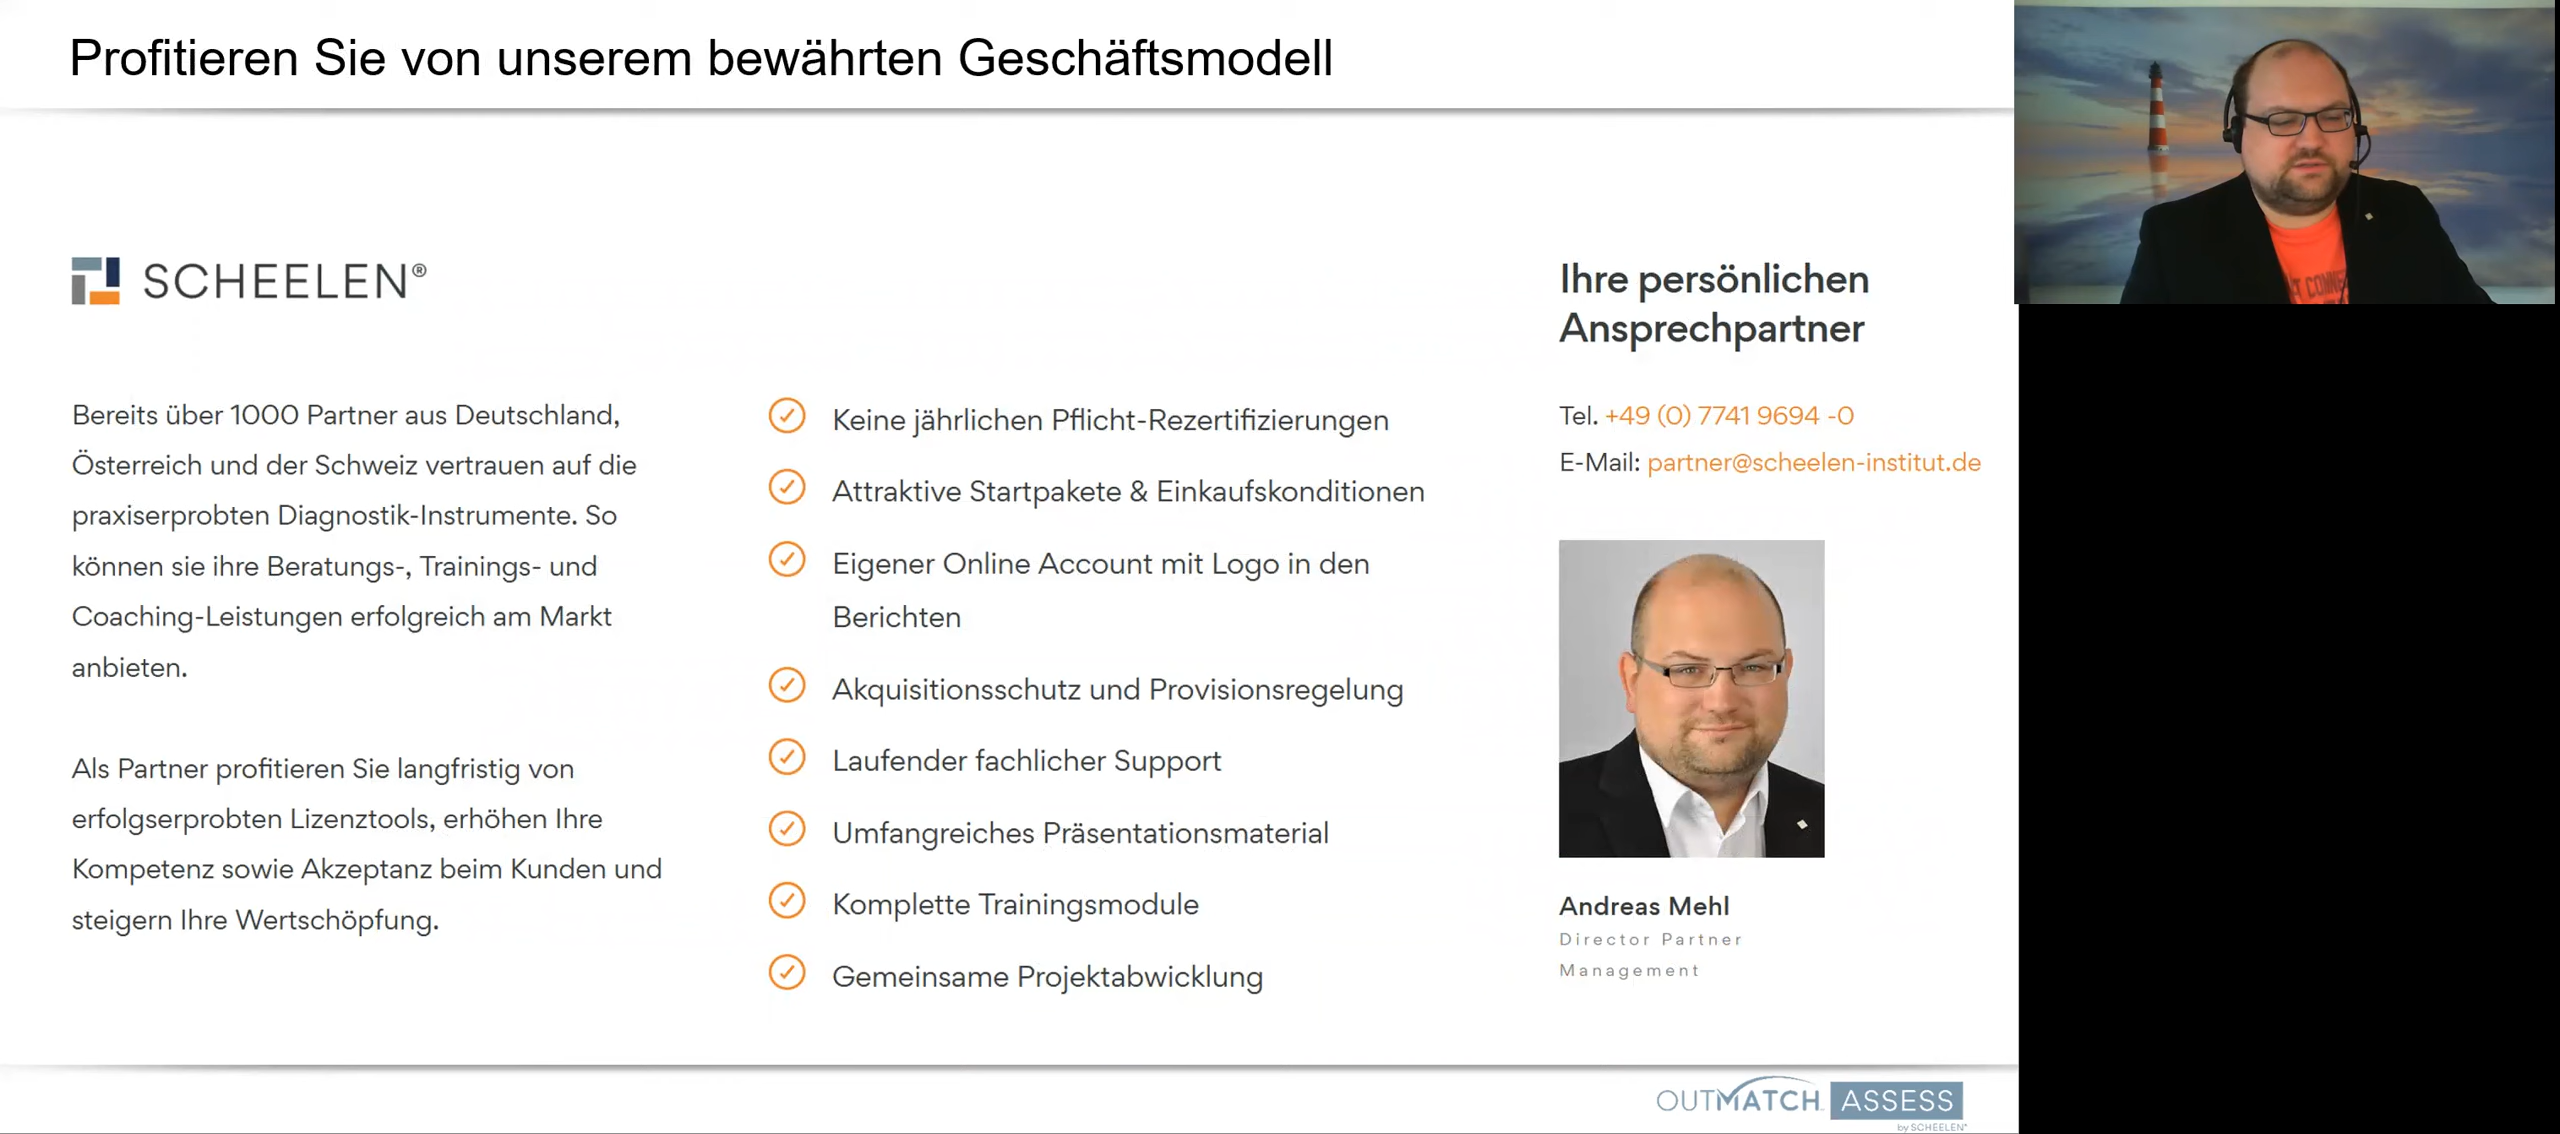 Profitieren Sie von unserem bewährten Geschäftsmodell
SCHEELEN®
Bereits über 1000 Partner aus Deutschland,
Österreich und der Schweiz vertrauen auf die
praxiserprobten Diagnostik-Instrumente. So
können sie ihre Beratungs-, Trainings- und
Coaching-Leistungen erfolgreich am Markt
anbieten.
Als Partner profitieren Sie langfristig von
erfolgserprobten Lizenztools, erhöhen Ihre
Kompetenz sowie Akzeptanz beim Kunden und
steigern Ihre Wertschöpfung.
Keine jährlichen Pflicht-Rezertifizierungen
Attraktive Startpakete & Einkaufskonditionen
Eigener Online Account mit Logo in den
Berichten
Akquisitionsschutz und Provisionsregelung
Laufender fachlicher Support
Umfangreiches Präsentationsmaterial
Komplette Trainingsmodule
Gemeinsame Projektabwicklung
Ihre persönlichen
Ansprechpartner
Tel. +49 (0) 7741 9694 -0
E-Mail: partner@scheelen-institut.de
Andreas Mehl
Director Partner
Management
OUTMATCH ASSESS
by SCHEELEN®